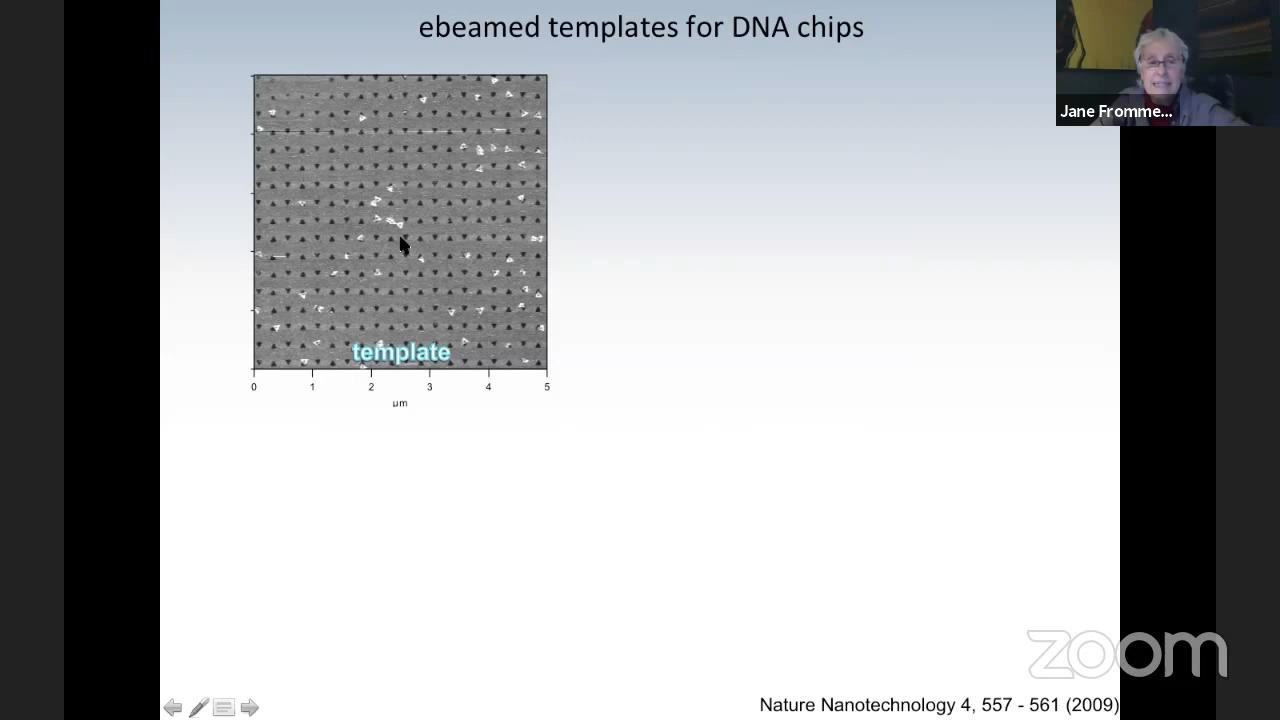 ebeamed templates for DNA chips
Jane Fromme...
template
0 1 2 3 4 5
µm
zoom
Nature Nanotechnology 4, 557 - 561 (2009)